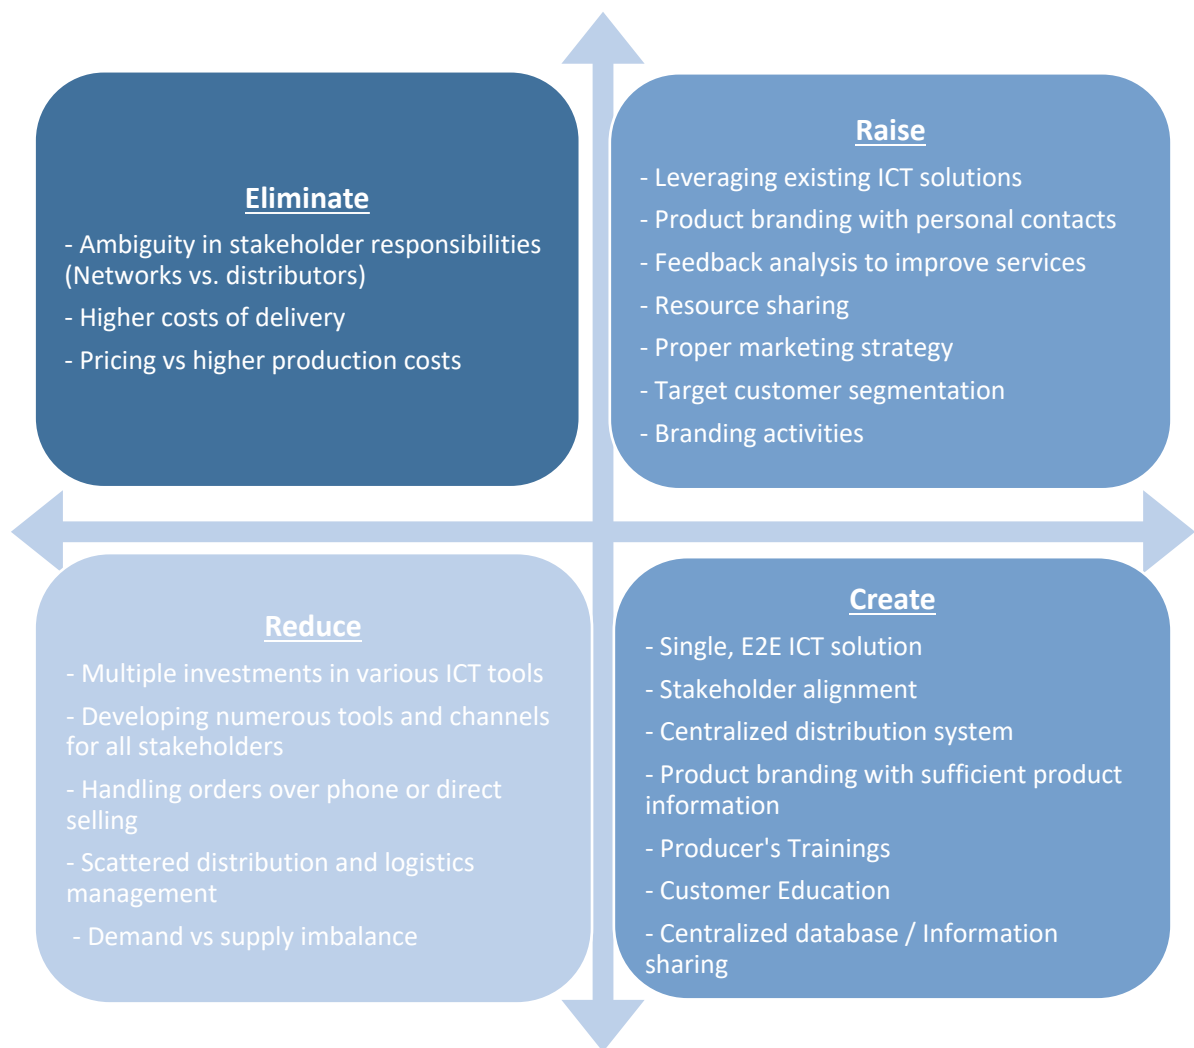 Eliminate
- Ambiguity in stakeholder responsibilities
(Networks vs. distributors)
- Higher costs of delivery
- Pricing vs higher production costs
Raise
- Leveraging existing ICT solutions
- Product branding with personal contacts
- Feedback analysis to improve services
- Resource sharing
- Proper marketing strategy
- Target customer segmentation
- Branding activities
Reduce
- Multiple investments in various ICT tools
- Developing numerous tools and channels
for all stakeholders
- Handling orders over phone or direct
selling
- Scattered distribution and logistics
management
- Demand vs supply imbalance
Create
- Single, E2E ICT solution
- Stakeholder alignment
- Centralized distribution system
- Product branding with sufficient product
information
- Producer's Trainings
- Customer Education
- Centralized database / Information
sharing